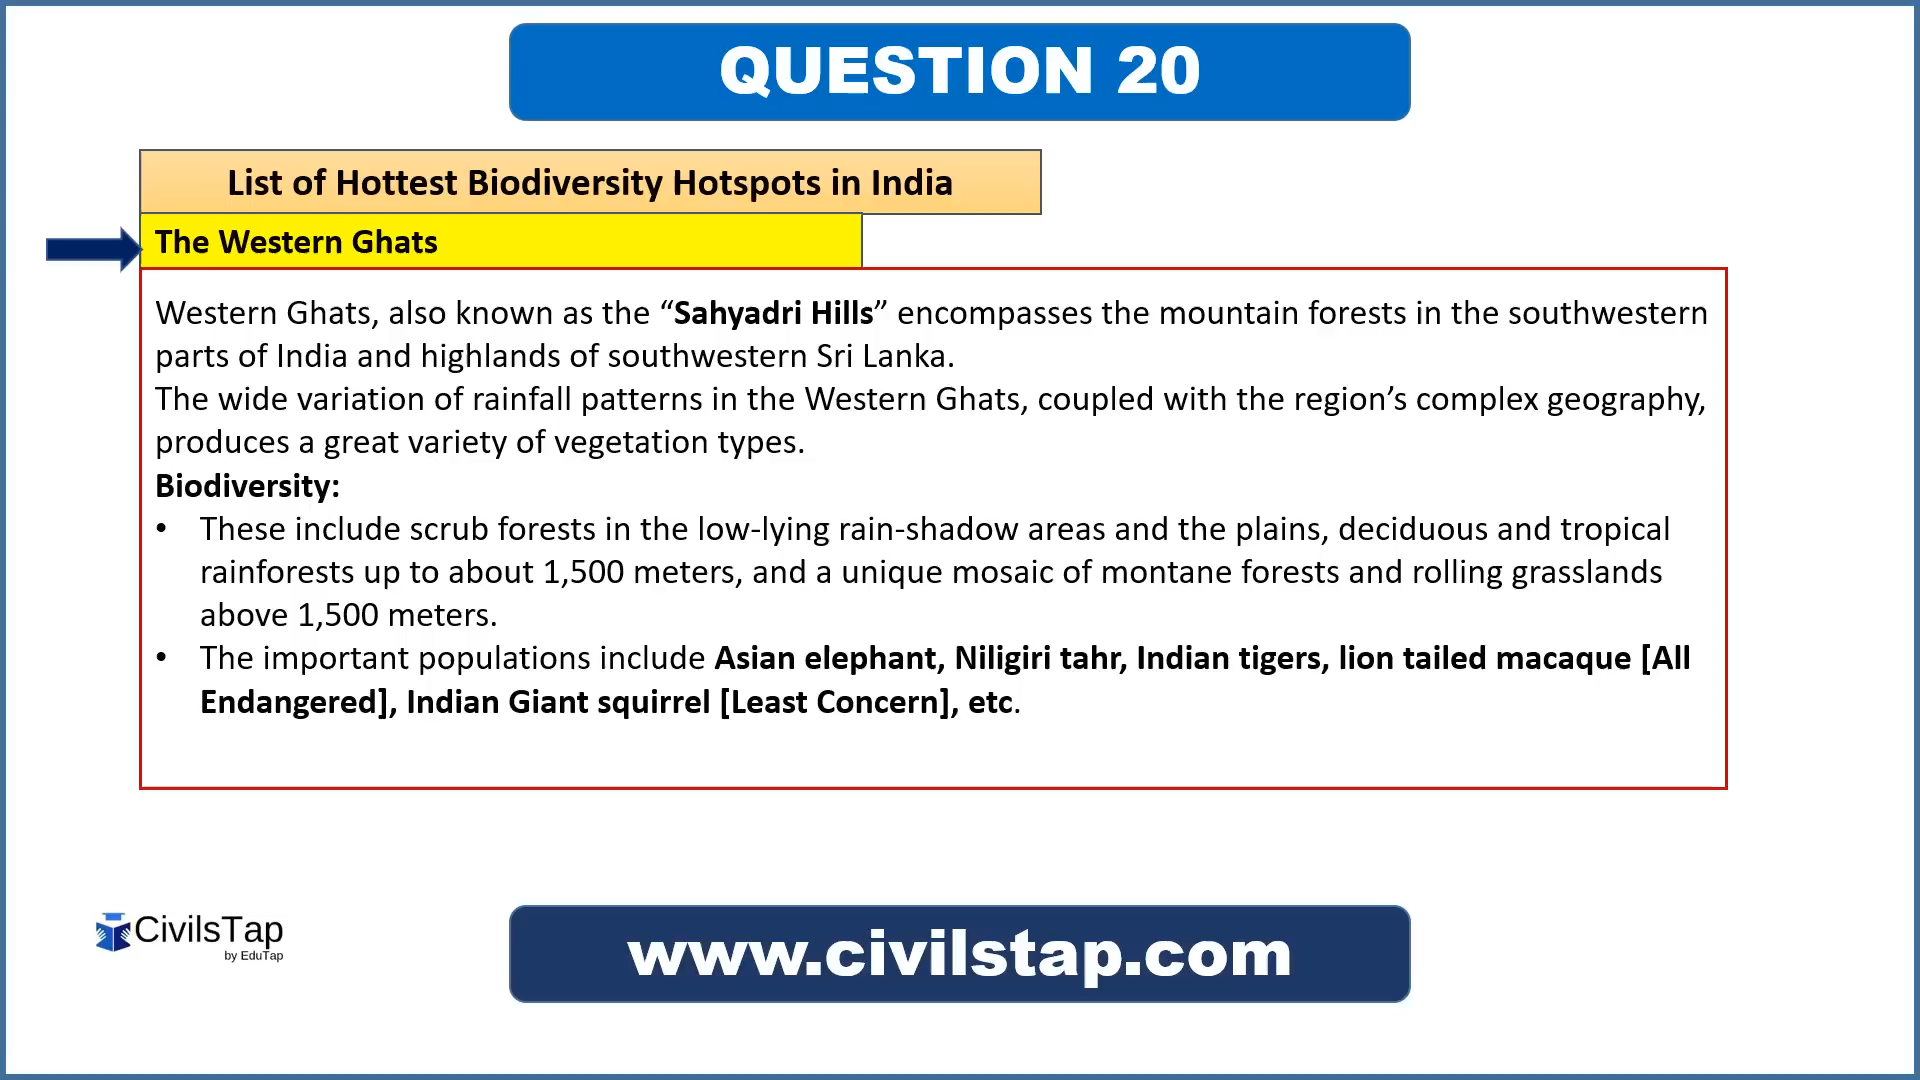 QUESTION 20
List of Hottest Biodiversity Hotspots in India
The Western Ghats
Western Ghats, also known as the “Sahyadri Hills” encompasses the mountain forests in the southwestern
parts of India and highlands of southwestern Sri Lanka.
The wide variation of rainfall patterns in the Western Ghats, coupled with the region’s complex geography,
produces a great variety of vegetation types.
Biodiversity:
• These include scrub forests in the low-lying rain-shadow areas and the plains, deciduous and tropical
rainforests up to about 1,500 meters, and a unique mosaic of montane forests and rolling grasslands
above 1,500 meters.
• The important populations include Asian elephant, Niligiri tahr, Indian tigers, lion tailed macaque [All
Endangered], Indian Giant squirrel [Least Concern], etc.
CivilsTap
by EduTap
www.civilstap.com